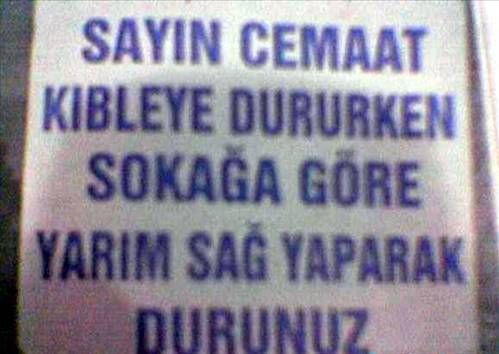 SAYIN CEMAAT
KIBLEYE DURURKEN
SOKAĞA GÖRE
YARIM SAĞ YAPARAK
DURUNUZ